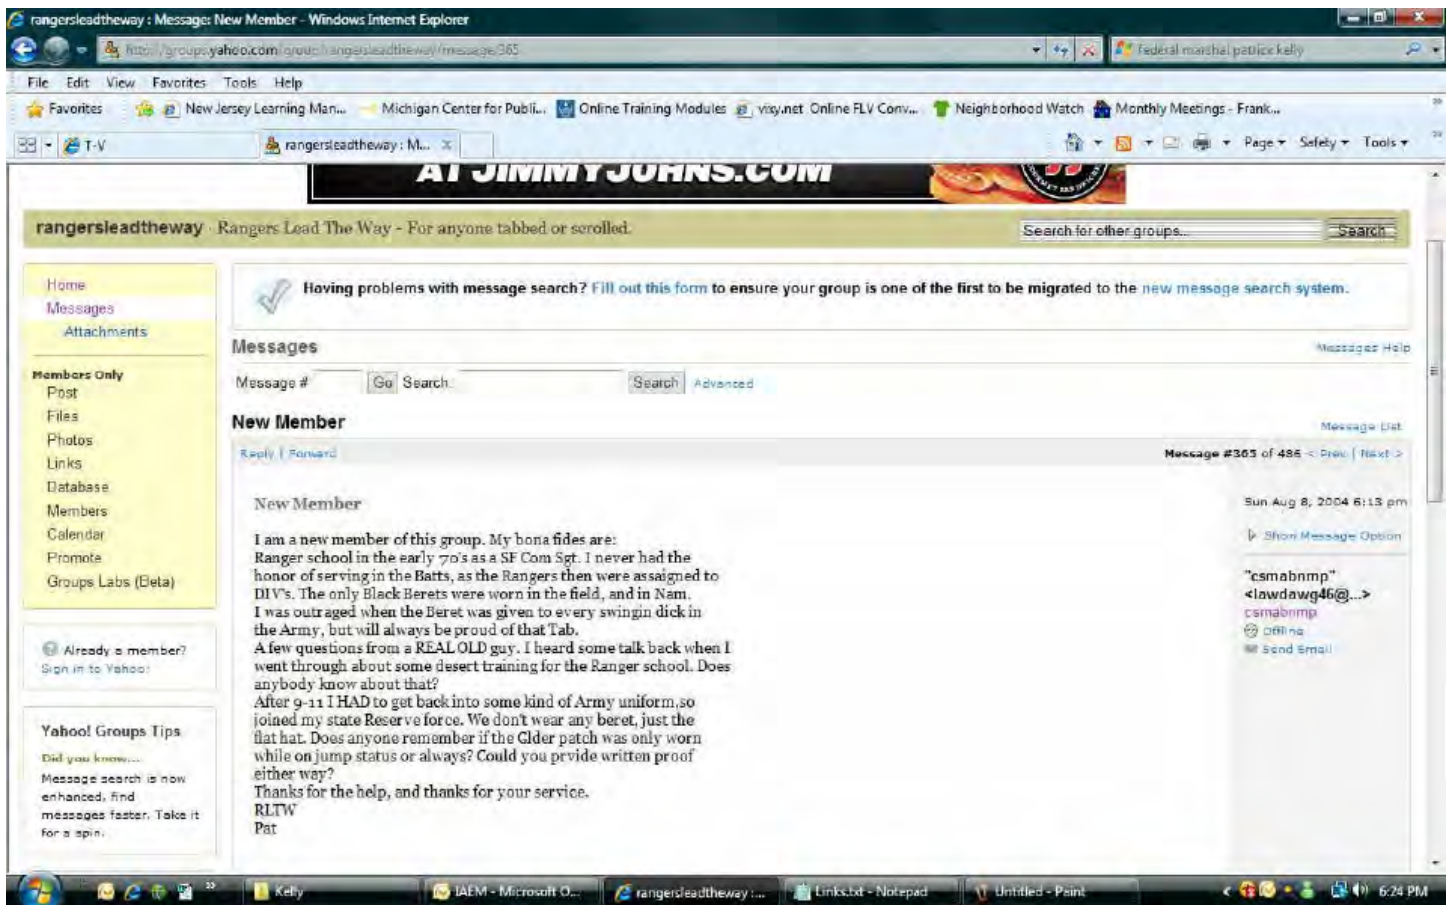 rangersleadtheway : Message: New Member - Windows Internet Explorer
http://groups.yahoo.com/group/rangersleadtheway/message/365
federal marshal patrick kelly
File Edit View Favorites Tools Help
Favorites New Jersey Learning Man... Michigan Center for Publi... Online Training Modules vixy.net Online FLV Conv... Neighborhood Watch Monthly Meetings - Frank...
T-V rangersleadtheway : M... x Page Safety Tools
AT JIMMYJOHNS.COM
rangersleadtheway · Rangers Lead The Way - For anyone tabbed or scrolled.
Search for other groups... Search
Home
Messages
Attachments
Members Only
Post
Files
Photos
Links
Database
Members
Calendar
Promote
Groups Labs (Beta)
Already a member?
Sign in to Yahoo!
Yahoo! Groups Tips
Did you know...
Message search is now
enhanced, find
messages faster. Take it
for a spin.
Having problems with message search? Fill out this form to ensure your group is one of the first to be migrated to the new message search system.
Messages
Messages Help
Message # Go Search: Search Advanced
New Member
Message List
Reply | Forward
Message #365 of 486 < Prev | Next >
New Member
I am a new member of this group. My bona fides are:
Ranger school in the early 70's as a SF Com Sgt. I never had the
honor of serving in the Batts, as the Rangers then were assaigned to
DIV's. The only Black Berets were worn in the field, and in Nam.
I was outraged when the Beret was given to every swingin dick in
the Army, but will always be proud of that Tab.
A few questions from a REAL OLD guy. I heard some talk back when I
went through about some desert training for the Ranger school. Does
anybody know about that?
After 9-11 I HAD to get back into some kind of Army uniform,so
joined my state Reserve force. We don't wear any beret, just the
flat hat. Does anyone remember if the Glder patch was only worn
while on jump status or always? Could you prvide written proof
either way?
Thanks for the help, and thanks for your service.
RLTW
Pat
Sun Aug 8, 2004 6:13 pm
Show Message Option
"csmabnmp"
<lawdawg46@...>
csmabnmp
Offline
Send Email
Kelly IAEM - Microsoft O... rangersleadtheway :... Links.txt - Notepad Untitled - Paint 6:24 PM